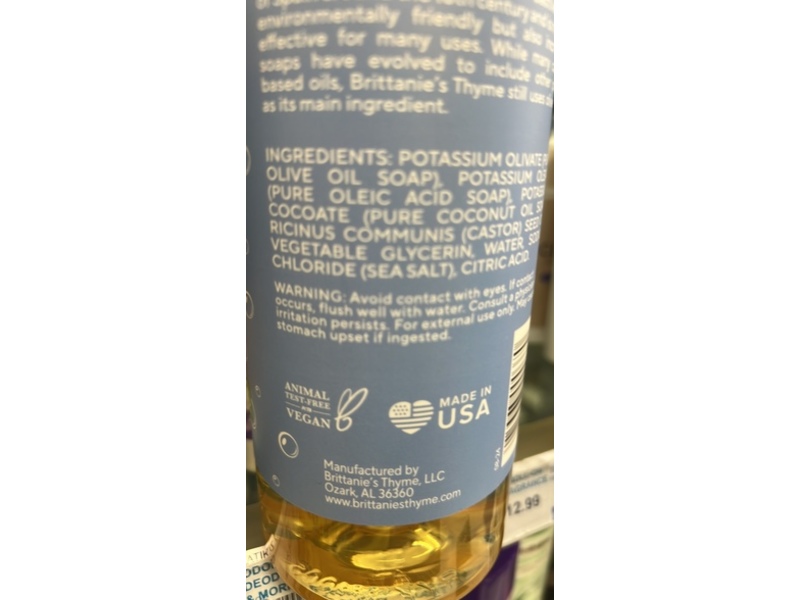 environmentally friendly but also
effective for many uses. While many
soaps have evolved to include other
based oils, Brittanie's Thyme still uses
as its main ingredient.
INGREDIENTS: POTASSIUM OLIVATE
OLIVE OIL SOAP), POTASSIUM
(PURE OLEIC ACID SOAP),
COCOATE (PURE COCONUT OIL
RICINUS COMMUNIS (CASTOR) SEED
VEGETABLE GLYCERIN, WATER,
CHLORIDE (SEA SALT), CITRIC ACID.
WARNING: Avoid contact with eyes. If contact
occurs, flush well with water. Consult a
irritation persists. For external use only. May
stomach upset if ingested.
ANIMAL
TEST-FREE
VEGAN
MADE IN
USA
Manufactured by
Brittanie's Thyme, LLC
Ozark, AL 36360
www.brittaniesthyme.com
12.99